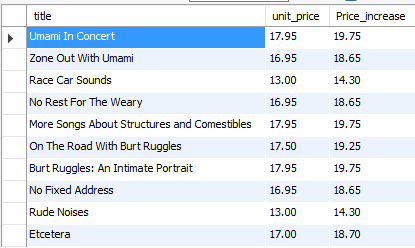 title unit_price Price_increase
Umami In Concert 17.95 19.75
Zone Out With Umami 16.95 18.65
Race Car Sounds 13.00 14.30
No Rest For The Weary 16.95 18.65
More Songs About Structures and Comestibles 17.95 19.75
On The Road With Burt Ruggles 17.50 19.25
Burt Ruggles: An Intimate Portrait 17.95 19.75
No Fixed Address 16.95 18.65
Rude Noises 13.00 14.30
Etcetera 17.00 18.70